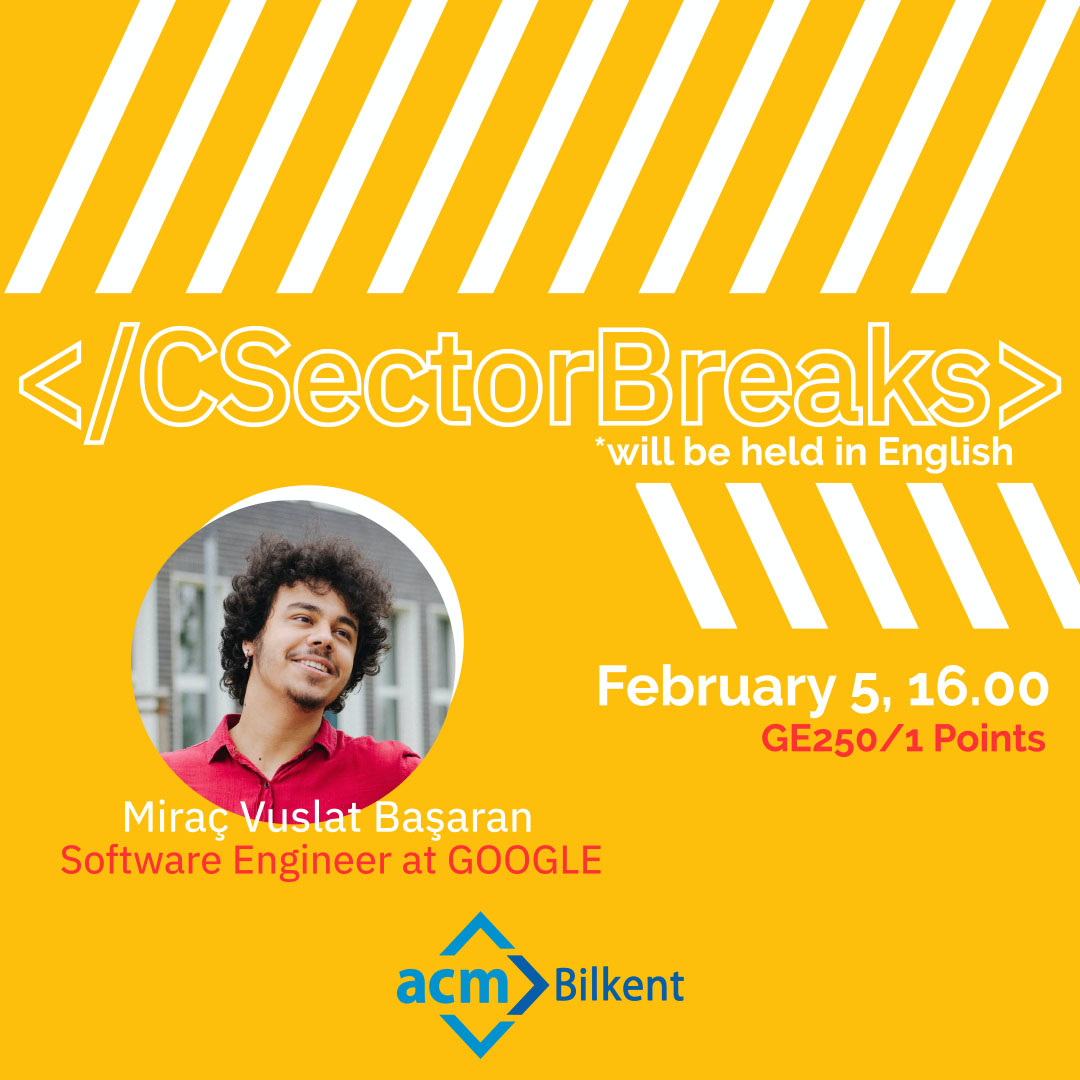 </CSectorBreaks>
*will be held in English
February 5, 16.00
GE250/1 Points
Miraç Vuslat Başaran
Software Engineer at GOOGLE
acm Bilkent